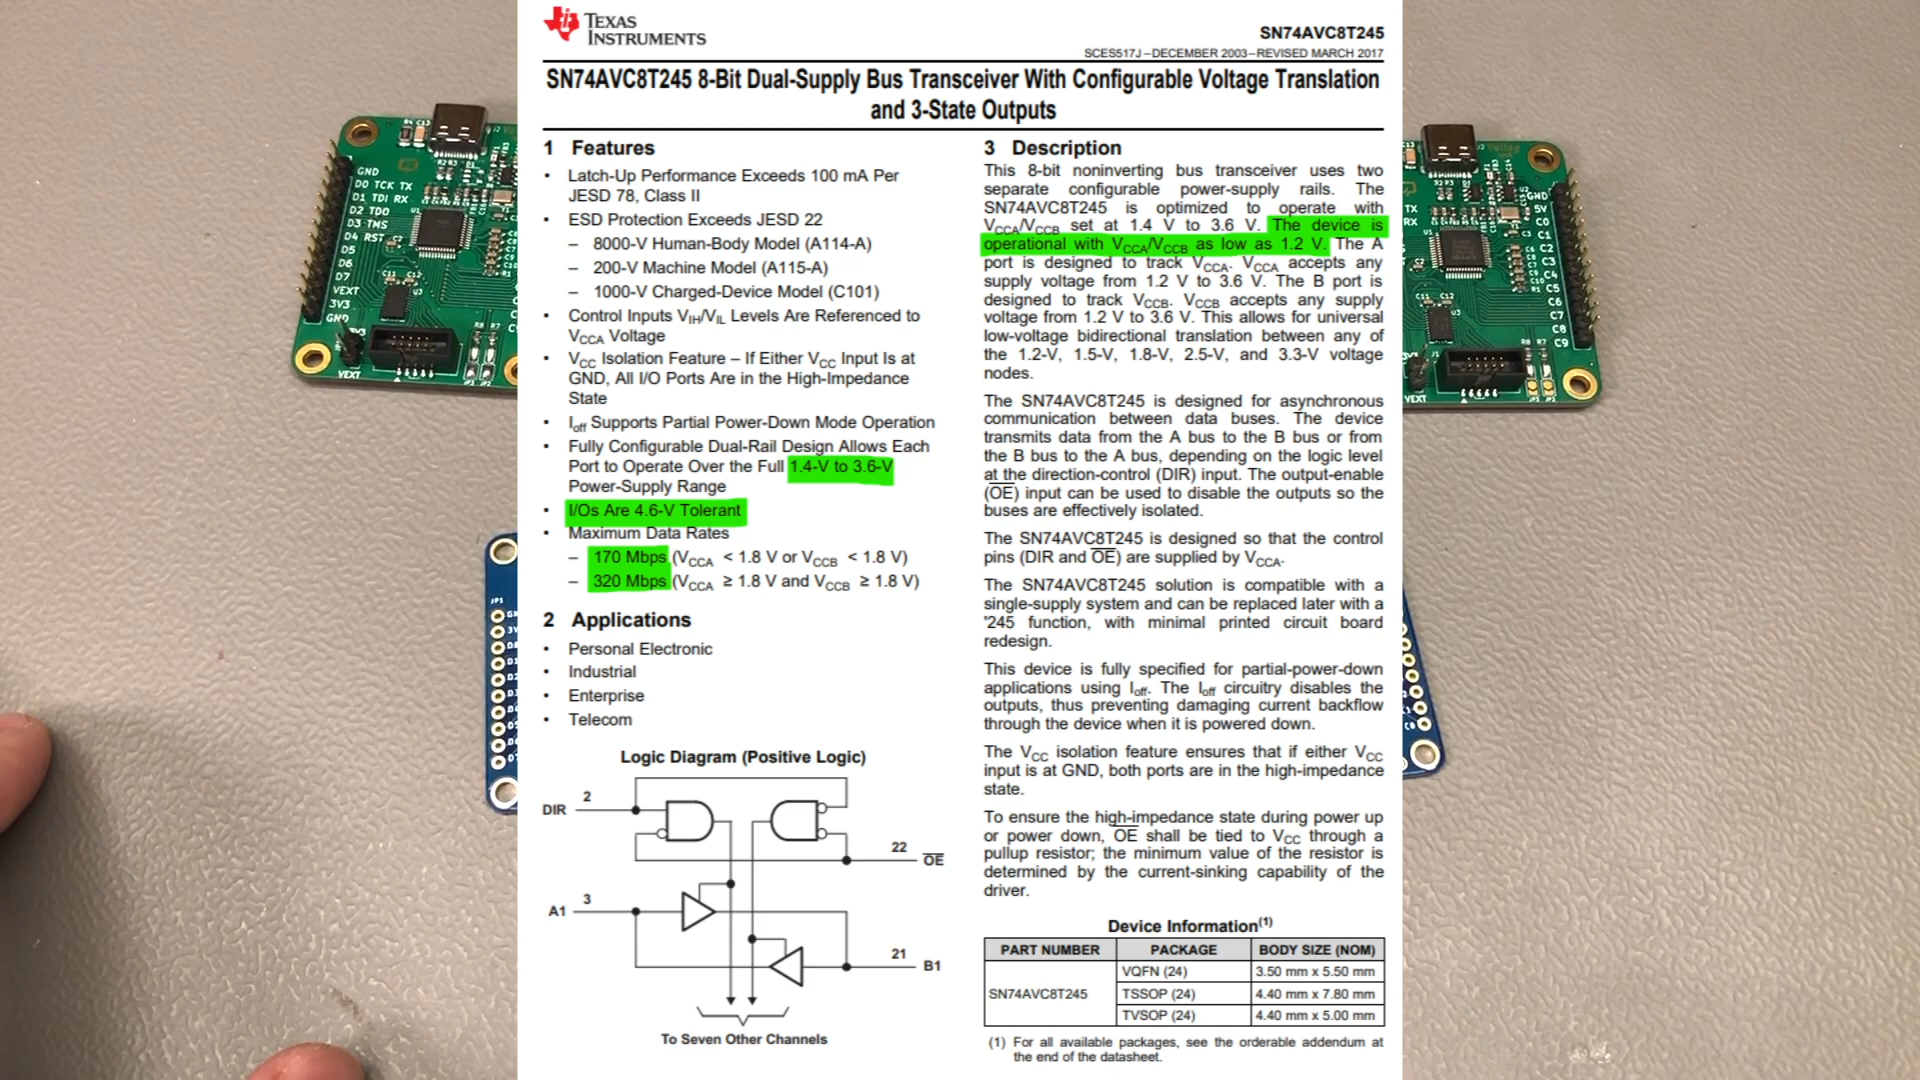 TEXAS
INSTRUMENTS
SN74AVC8T245
SCES517J – DECEMBER 2003 – REVISED MARCH 2017
SN74AVC8T245 8-Bit Dual-Supply Bus Transceiver With Configurable Voltage Translation
and 3-State Outputs
1 Features
• Latch-Up Performance Exceeds 100 mA Per
JESD 78, Class II
• ESD Protection Exceeds JESD 22
– 8000-V Human-Body Model (A114-A)
– 200-V Machine Model (A115-A)
– 1000-V Charged-Device Model (C101)
• Control Inputs VIH/VIL Levels Are Referenced to
VCCA Voltage
• VCC Isolation Feature – If Either VCC Input Is at
GND, All I/O Ports Are in the High-Impedance
State
• Ioff Supports Partial Power-Down Mode Operation
• Fully Configurable Dual-Rail Design Allows Each
Port to Operate Over the Full 1.4-V to 3.6-V
Power-Supply Range
• I/Os Are 4.6-V Tolerant
• Maximum Data Rates
– 170 Mbps (VCCA < 1.8 V or VCCB < 1.8 V)
– 320 Mbps (VCCA ≥ 1.8 V and VCCB ≥ 1.8 V)
2 Applications
• Personal Electronic
• Industrial
• Enterprise
• Telecom
Logic Diagram (Positive Logic)
DIR 2
22 OE
A1 3
21 B1
To Seven Other Channels
3 Description
This 8-bit noninverting bus transceiver uses two
separate configurable power-supply rails. The
SN74AVC8T245 is optimized to operate with
VCCA/VCCB set at 1.4 V to 3.6 V. The device is
operational with VCCA/VCCB as low as 1.2 V. The A
port is designed to track VCCA. VCCA accepts any
supply voltage from 1.2 V to 3.6 V. The B port is
designed to track VCCB. VCCB accepts any supply
voltage from 1.2 V to 3.6 V. This allows for universal
low-voltage bidirectional translation between any of
the 1.2-V, 1.5-V, 1.8-V, 2.5-V, and 3.3-V voltage
nodes.
The SN74AVC8T245 is designed for asynchronous
communication between data buses. The device
transmits data from the A bus to the B bus or from
the B bus to the A bus, depending on the logic level
at the direction-control (DIR) input. The output-enable
(OE) input can be used to disable the outputs so the
buses are effectively isolated.
The SN74AVC8T245 is designed so that the control
pins (DIR and OE) are supplied by VCCA.
The SN74AVC8T245 solution is compatible with a
single-supply system and can be replaced later with a
'245 function, with minimal printed circuit board
redesign.
This device is fully specified for partial-power-down
applications using Ioff. The Ioff circuitry disables the
outputs, thus preventing damaging current backflow
through the device when it is powered down.
The VCC isolation feature ensures that if either VCC
input is at GND, both ports are in the high-impedance
state.
To ensure the high-impedance state during power up
or power down, OE shall be tied to VCC through a
pullup resistor; the minimum value of the resistor is
determined by the current-sinking capability of the
driver.
Device Information(1)
PART NUMBER PACKAGE BODY SIZE (NOM)
SN74AVC8T245 VQFN (24) 3.50 mm x 5.50 mm
TSSOP (24) 4.40 mm x 7.80 mm
TVSOP (24) 4.40 mm x 5.00 mm
(1) For all available packages, see the orderable addendum at
the end of the datasheet.
GND
D0 TCK TX
D1 TDI RX
D2 TDO
D3 TMS
D4 RST
D5
D6
D7
VEXT
3V3
GND
3V3
VEXT
C11 C12
U3
R8 R7
JP3 JP2
JP1
GND
5V
C0
C1
C2
C3
C4
C5
C6
C7
C8
C9
TX
RX
C11 C12
U3
R8 R7
J1
VEXT